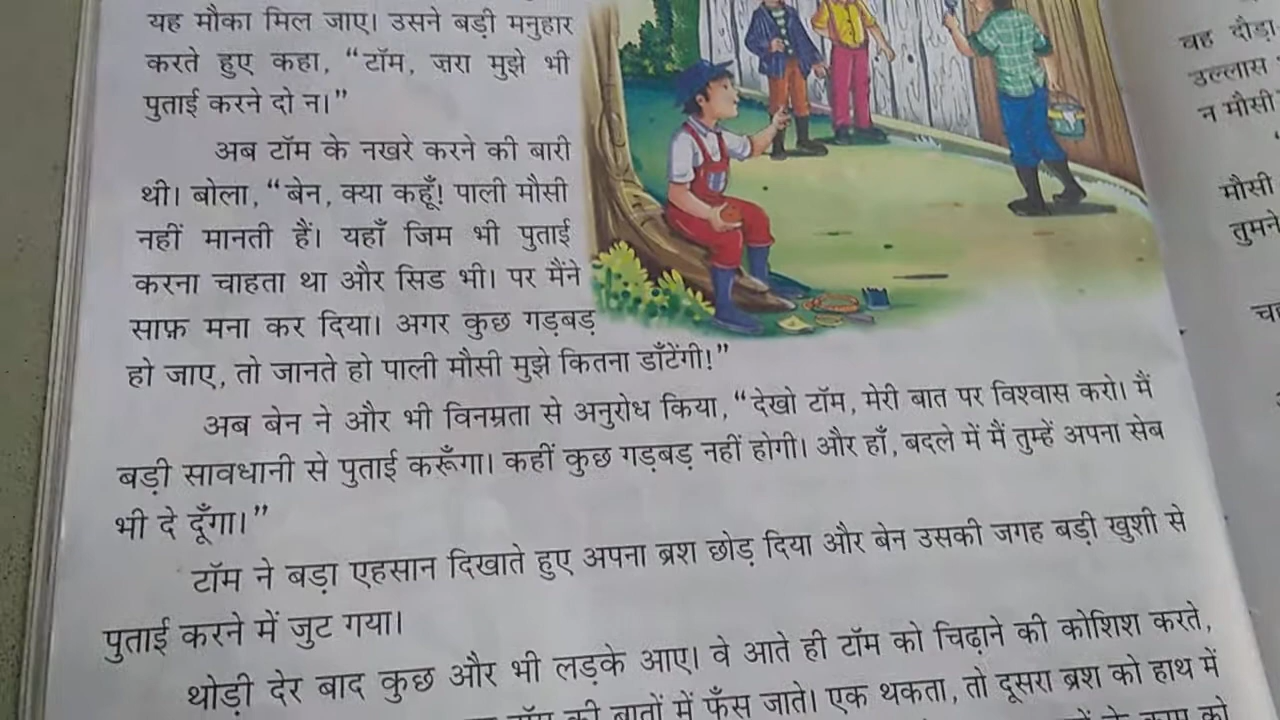 यह मौका मिल जाए। उसने बड़ी मनुहार
करते हुए कहा, “टॉम, ज़रा मुझे भी
पुताई करने दो न।”
अब टॉम के नखरे करने की बारी
थी। बोला, “बेन, क्या कहूँ! पाली मौसी
नहीं मानती हैं। यहाँ जिम भी पुताई
करना चाहता था और सिड भी। पर मैंने
साफ़ मना कर दिया। अगर कुछ गड़बड़
हो जाए, तो जानते हो पाली मौसी मुझे कितना डाँटेंगी!”
अब बेन ने और भी विनम्रता से अनुरोध किया, “देखो टॉम, मेरी बात पर विश्वास करो। मैं
बड़ी सावधानी से पुताई करूँगा। कहीं कुछ गड़बड़ नहीं होगी। और हाँ, बदले में मैं तुम्हें अपना सेब
भी दे दूँगा।”
टॉम ने बड़ा एहसान दिखाते हुए अपना ब्रश छोड़ दिया और बेन उसकी जगह बड़ी खुशी से
पुताई करने में जुट गया।
थोड़ी देर बाद कुछ और भी लड़के आए। वे आते ही टॉम को चिढ़ाने की कोशिश करते,
टॉम की बातों में फँस जाते। एक थकता, तो दूसरा ब्रश को हाथ में
वह दौड़ा
उल्लास
न मौसी
मौसी
तुमने